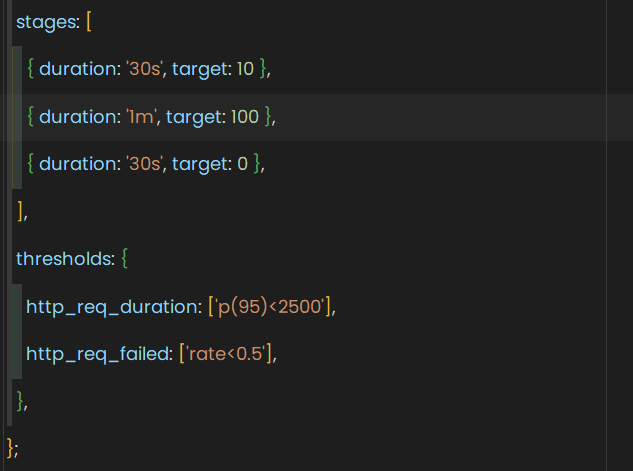 stages: [
{ duration: '30s', target: 10 },
{ duration: '1m', target: 100 },
{ duration: '30s', target: 0 },
],
thresholds: {
http_req_duration: ['p(95)<2500'],
http_req_failed: ['rate<0.5'],
},
};